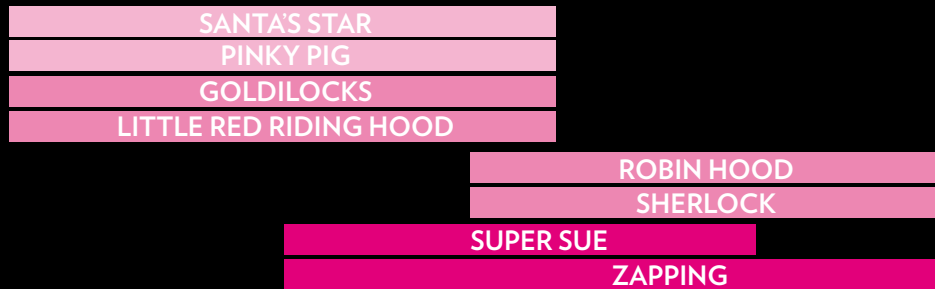 SANTA'S STAR
PINKY PIG
GOLDILOCKS
LITTLE RED RIDING HOOD
ROBIN HOOD
SHERLOCK
SUPER SUE
ZAPPING